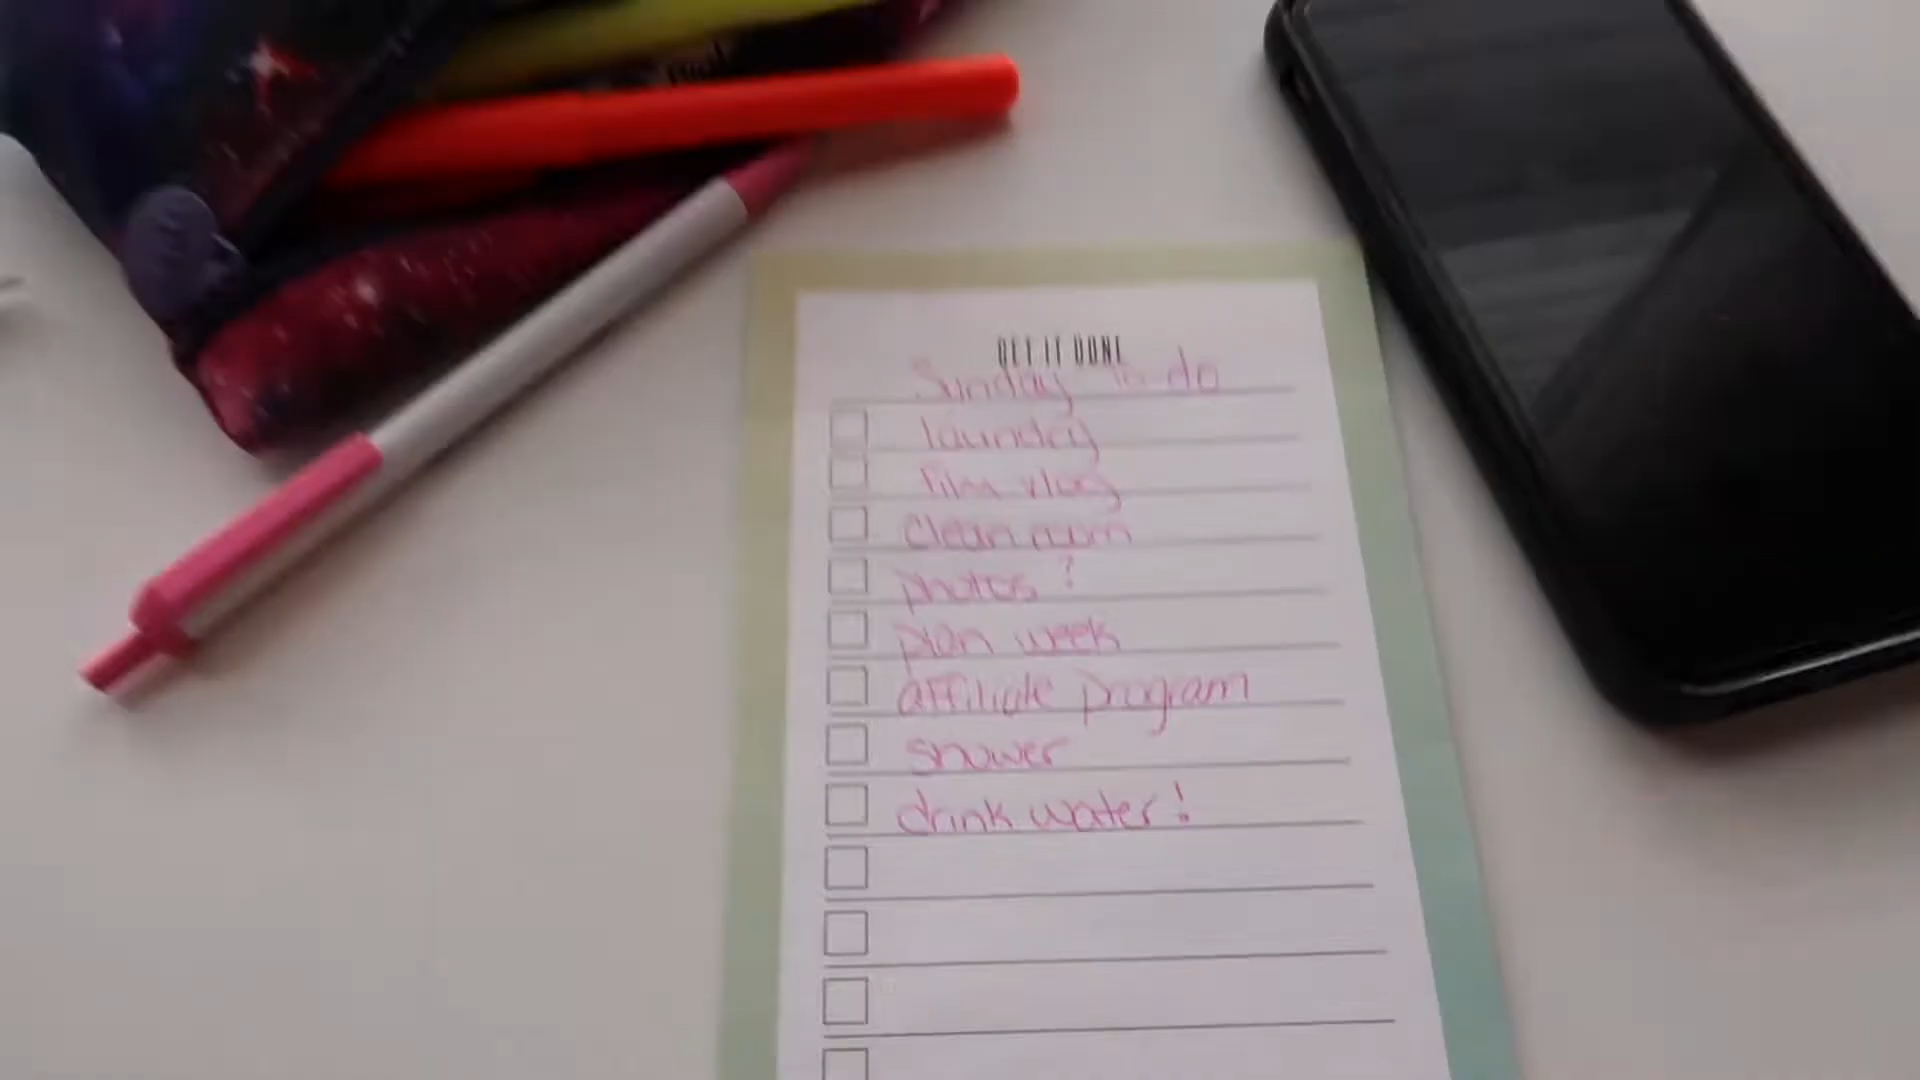 GET IT DONE
Sunday to-do
laundry
film vlog
clean room
photos?
plan week
affiliate program
shower
drink water!